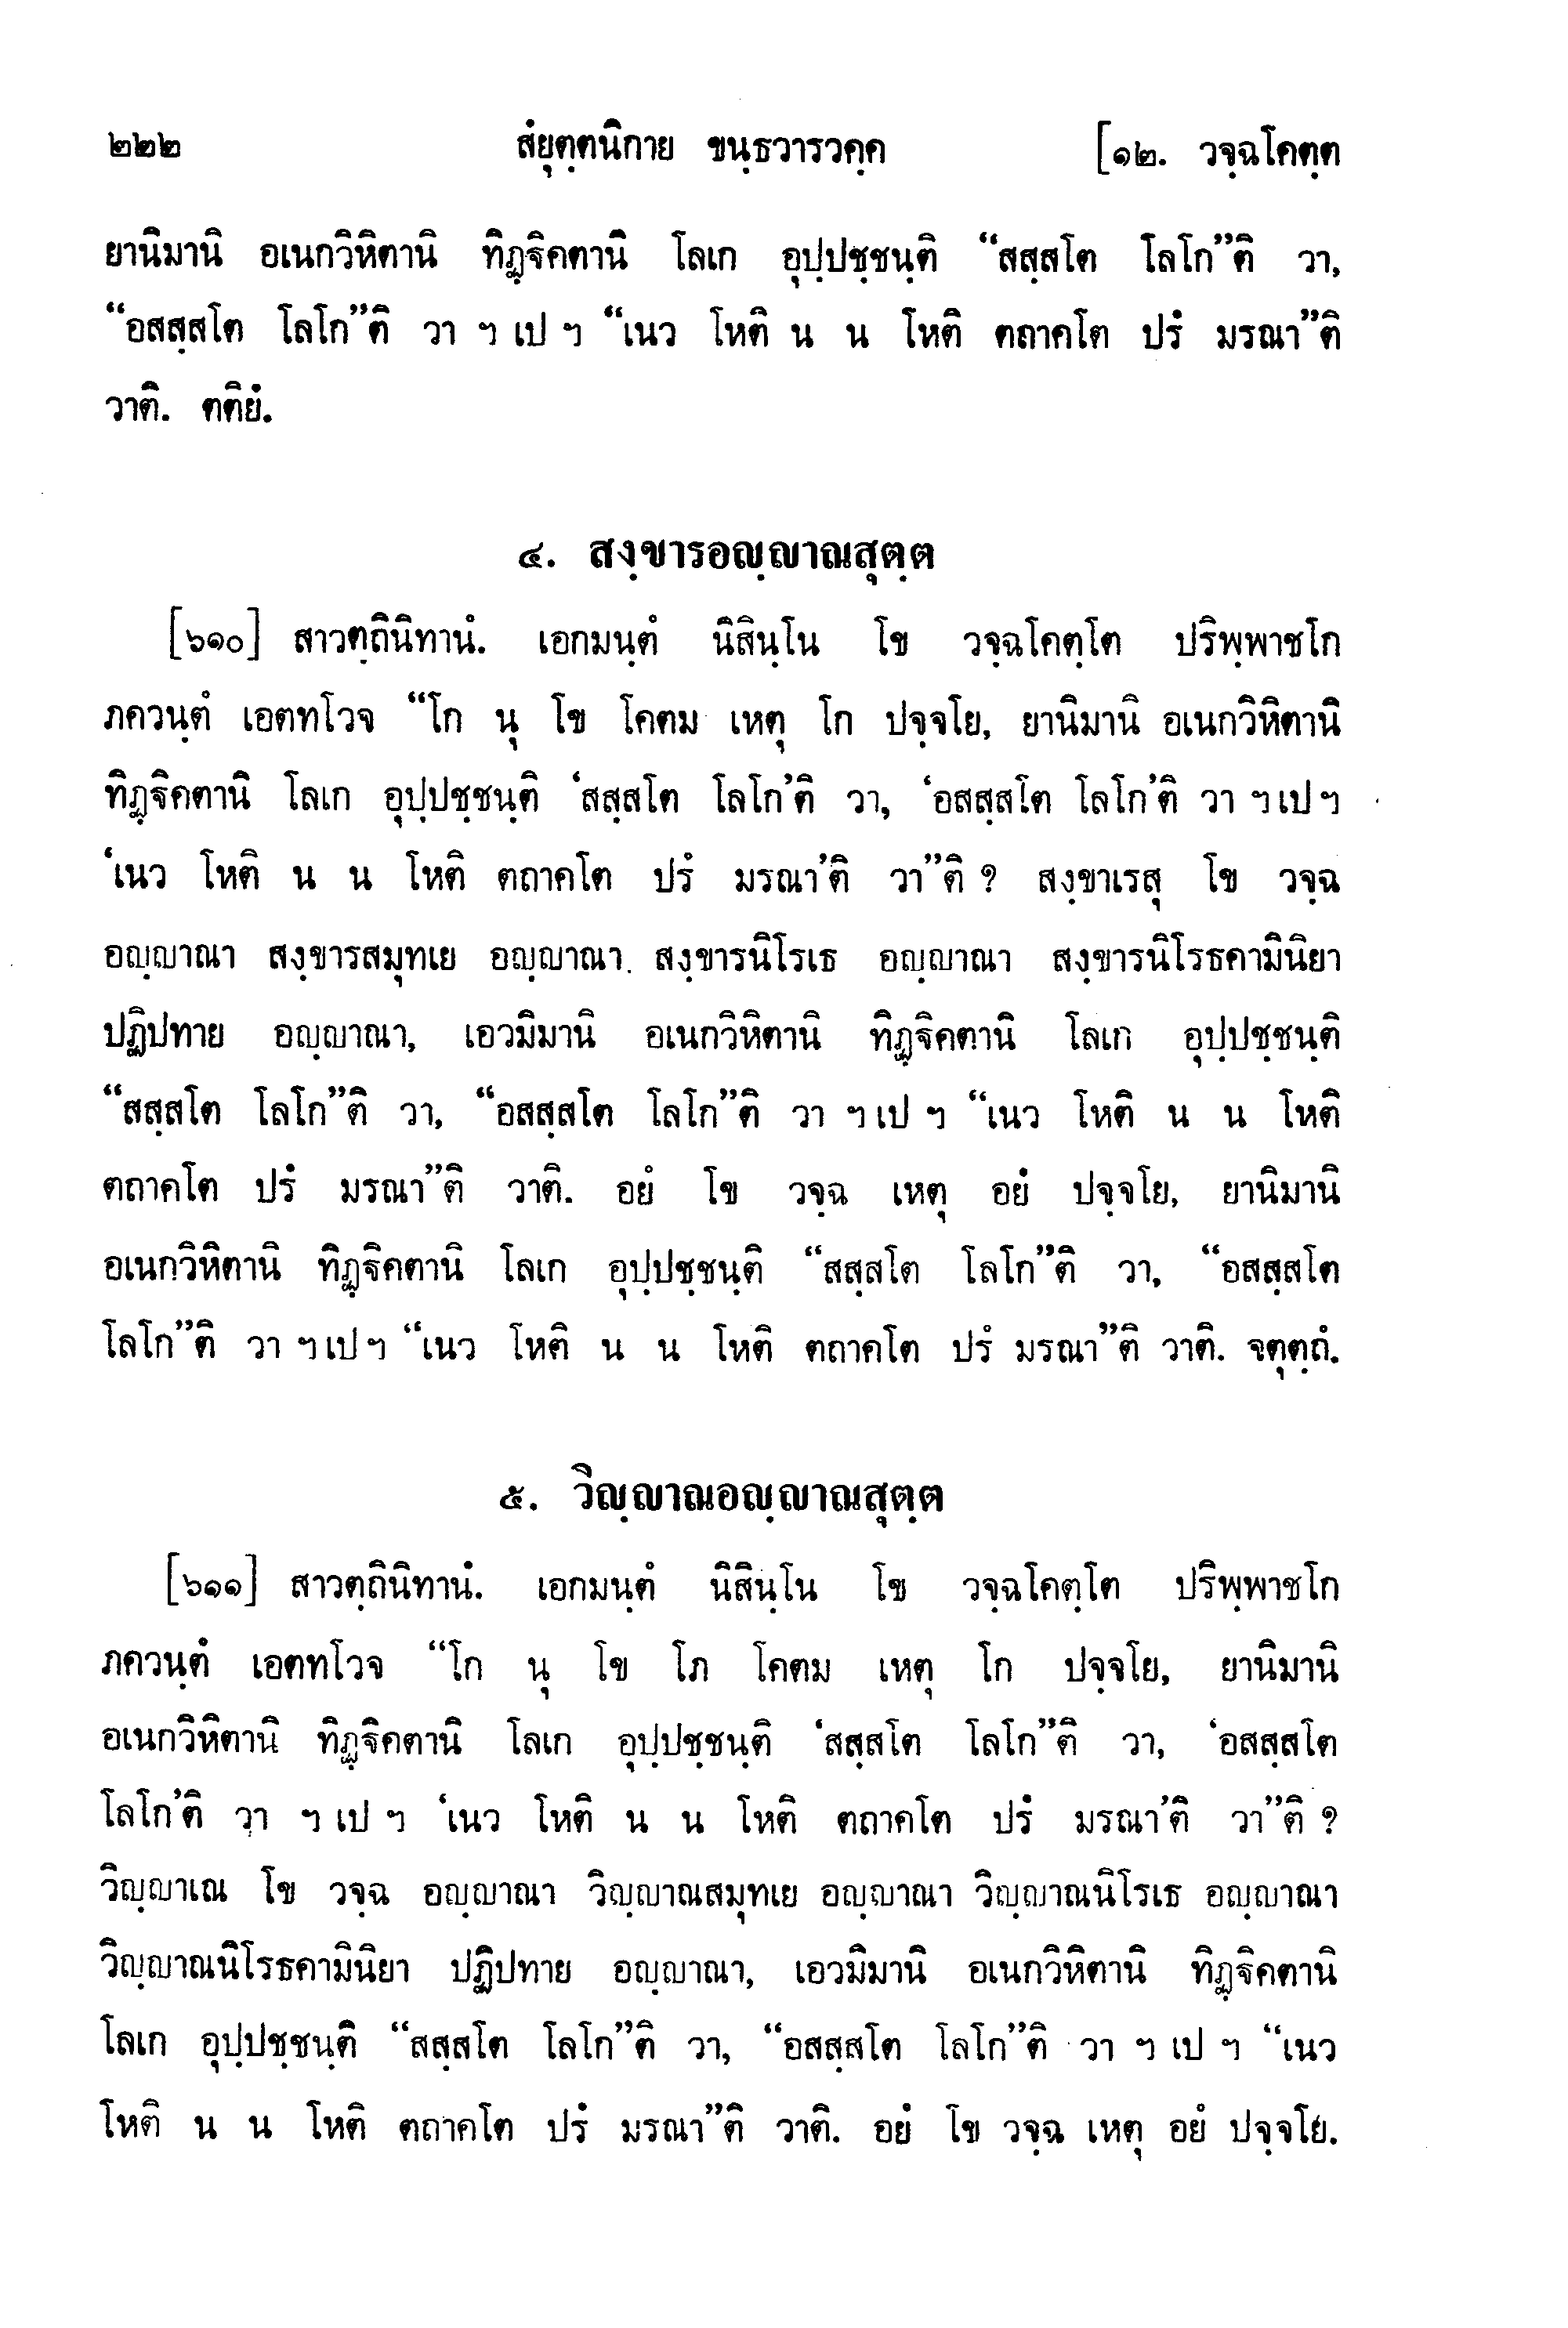 ๒๒๒ สํยุตฺตนิกาย ขนฺธวารวคฺค [๑๒. วจฺฉโคตฺต
ยานิมานิ อเนกวิหิตานิ ทิฏฺฐิคตานิ โลเก อุปฺปชฺชนฺติ “สสฺสโต โลโก”ติ วา,
“อสสฺสโต โลโก”ติ วา ฯ เป ฯ “เนว โหติ น น โหติ ตถาคโต ปรํ มรณา”ติ
วาติ. ตติยํ.
๔. สงฺขารอญฺญาณสุตฺต
[๖๑๐] สาวตฺถินิทานํ. เอกมนฺตํ นิสินฺโน โข วจฺฉโคตฺโต ปริพฺพาชโก
ภควนฺตํ เอตทโวจ “โก นุ โข โคตม เหตุ โก ปจฺจโย, ยานิมานิ อเนกวิหิตานิ
ทิฏฺฐิคตานิ โลเก อุปฺปชฺชนฺติ ‘สสฺสโต โลโก’ติ วา, ‘อสสฺสโต โลโก’ติ วา ฯ เป ฯ
‘เนว โหติ น น โหติ ตถาคโต ปรํ มรณา’ติ วา”ติ ? สงฺขาเรสุ โข วจฺฉ
อญฺญาณา สงฺขารสมุทเย อญฺญาณา สงฺขารนิโรเธ อญฺญาณา สงฺขารนิโรธคามินิยา
ปฏิปทาย อญฺญาณา, เอวมิมานิ อเนกวิหิตานิ ทิฏฺฐิคตานิ โลเก อุปฺปชฺชนฺติ
“สสฺสโต โลโก”ติ วา, “อสสฺสโต โลโก”ติ วา ฯ เป ฯ “เนว โหติ น น โหติ
ตถาคโต ปรํ มรณา”ติ วาติ. อยํ โข วจฺฉ เหตุ อยํ ปจฺจโย, ยานิมานิ
อเนกวิหิตานิ ทิฏฺฐิคตานิ โลเก อุปฺปชฺชนฺติ “สสฺสโต โลโก”ติ วา, “อสสฺสโต
โลโก”ติ วา ฯ เป ฯ “เนว โหติ น น โหติ ตถาคโต ปรํ มรณา”ติ วาติ. จตุตฺถํ.
๕. วิญฺญาณอญฺญาณสุตฺต
[๖๑๑] สาวตฺถินิทานํ. เอกมนฺตํ นิสินฺโน โข วจฺฉโคตฺโต ปริพฺพาชโก
ภควนฺตํ เอตทโวจ “โก นุ โข โภ โคตม เหตุ โก ปจฺจโย, ยานิมานิ
อเนกวิหิตานิ ทิฏฺฐิคตานิ โลเก อุปฺปชฺชนฺติ ‘สสฺสโต โลโก”ติ วา, ‘อสสฺสโต
โลโก’ติ วา ฯ เป ฯ ‘เนว โหติ น น โหติ ตถาคโต ปรํ มรณา’ติ วา”ติ ?
วิญฺญาเณ โข วจฺฉ อญฺญาณา วิญฺญาณสมุทเย อญฺญาณา วิญฺญาณนิโรเธ อญฺญาณา
วิญฺญาณนิโรธคามินิยา ปฏิปทาย อญฺญาณา, เอวมิมานิ อเนกวิหิตานิ ทิฏฺฐิคตานิ
โลเก อุปฺปชฺชนฺติ “สสฺสโต โลโก”ติ วา, “อสสฺสโต โลโก”ติ วา ฯ เป ฯ “เนว
โหติ น น โหติ ตถาคโต ปรํ มรณา”ติ วาติ. อยํ โข วจฺฉ เหตุ อยํ ปจฺจโย.